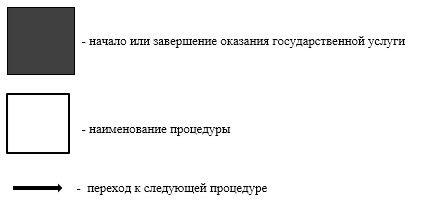 - начало или завершение оказания государственной услуги
- наименование процедуры
- переход к следующей процедуре